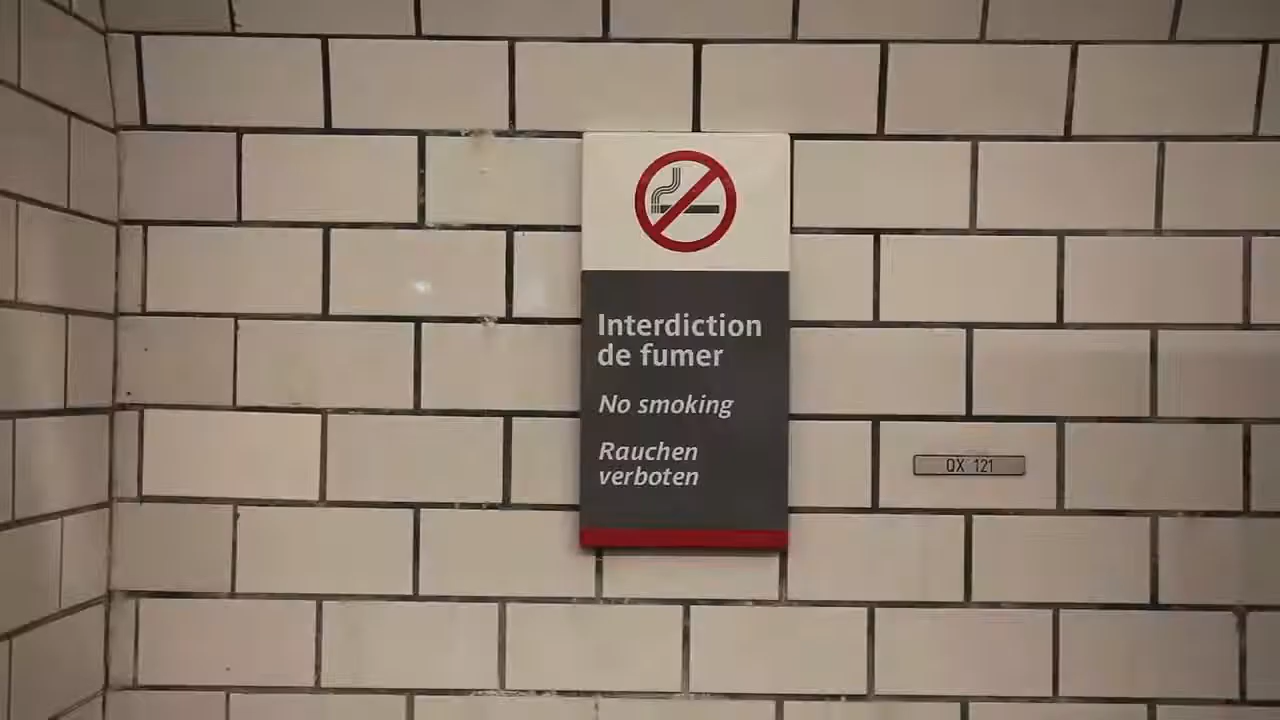 Interdiction
de fumer
No smoking
Rauchen
verboten
QX 121